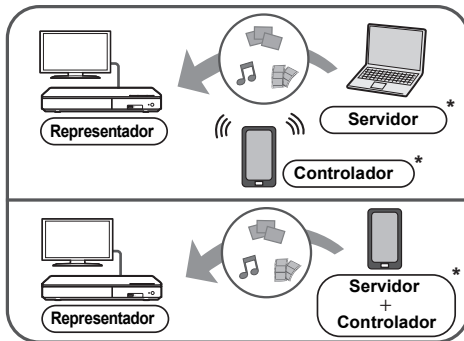 Representador
Servidor*
Controlador*
Representador
Servidor*
+
Controlador